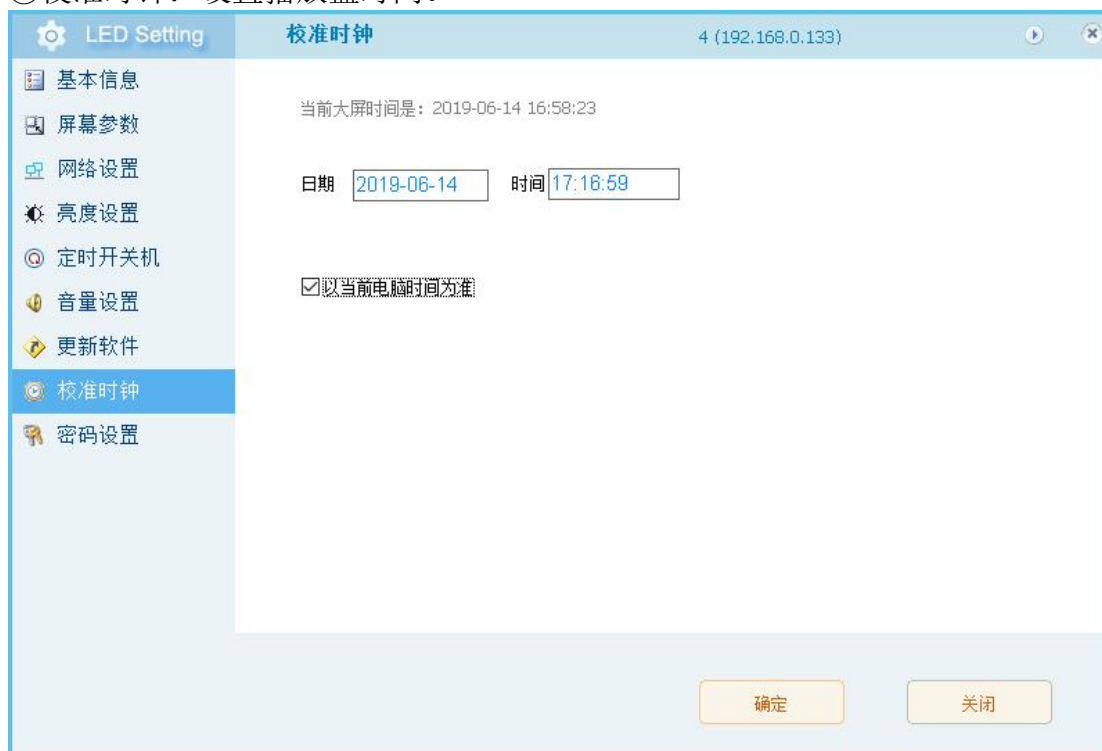 LED Setting
校准时钟
4 (192.168.0.133)
基本信息
屏幕参数
网络设置
亮度设置
定时开关机
音量设置
更新软件
校准时钟
密码设置
当前大屏时间是：2019-06-14 16:58:23
日期 2019-06-14 时间 17:16:59
以当前电脑时间为准
确定 关闭